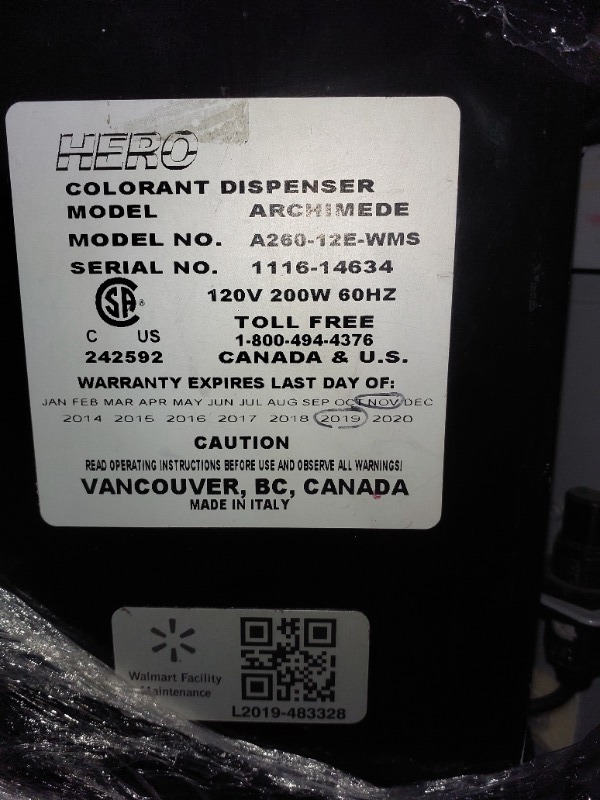 HERO
COLORANT DISPENSER
MODEL ARCHIMEDE
MODEL NO. A260-12E-WMS
SERIAL NO. 1116-14634
SA ®
120V 200W 60HZ
TOLL FREE
C US 1-800-494-4376
242592 CANADA & U.S.
WARRANTY EXPIRES LAST DAY OF:
JAN FEB MAR APR MAY JUN JUL AUG SEP OCT NOV DEC
2014 2015 2016 2017 2018 2019 2020
CAUTION
READ OPERATING INSTRUCTIONS BEFORE USE AND OBSERVE ALL WARNINGS!
VANCOUVER, BC, CANADA
MADE IN ITALY
Walmart Facility
Maintenance
L2019-483328